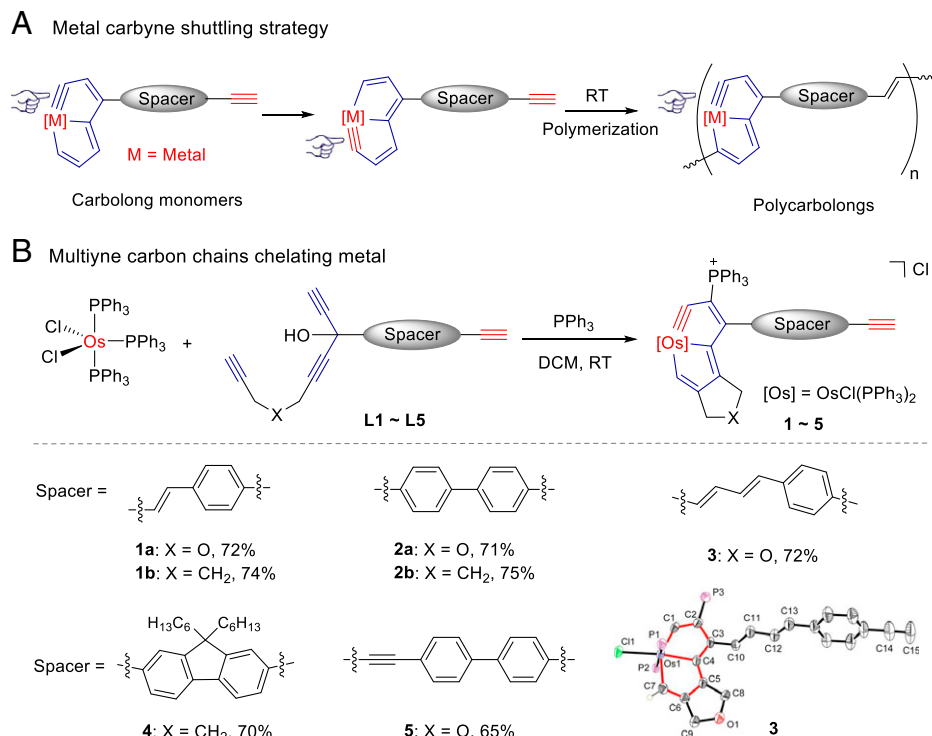 A Metal carbyne shuttling strategy
[M] Spacer
M = Metal
Carbolong monomers
[M] Spacer
RT
Polymerization
[M] Spacer
n
Polycarbolongs
B Multiyne carbon chains chelating metal
PPh3
Cl
Cl
Os
PPh3
PPh3
+
HO
Spacer
X
L1 ~ L5
PPh3
DCM, RT
+
PPh3
Cl
[Os]
Spacer
X
[Os] = OsCl(PPh3)2
1 ~ 5
Spacer =
1a: X = O, 72%
1b: X = CH2, 74%
2a: X = O, 71%
2b: X = CH2, 75%
3: X = O, 72%
Spacer =
H13C6 C6H13
4: X = CH2, 70%
5: X = O, 65%
P3
C1 C2 C11 C13
Cl1 P1 C3
Os1 C4 C10 C12 C14 C15
P2
C7 C5
C6 C8
C9 O1
3